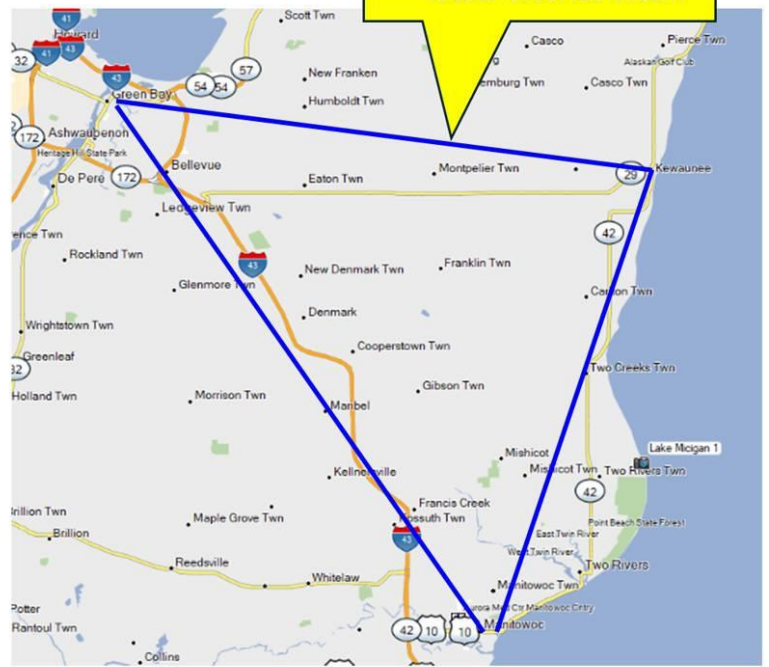 Scott Twn
41
Howard
Casco
Pierce Twn
41
43
32
57
Alaskan Golf Club
43
New Franken
54
54
emburg Twn
Casco Twn
Green Bay
Humboldt Twn
172
Ashwaubenon
Heritage Hill State Park
Bellevue
Montpelier Twn
29
Kewaunee
De Pere
172
Eaton Twn
Ledgeview Twn
ence Twn
42
Rockland Twn
43
New Denmark Twn
Franklin Twn
Glenmore Twn
Carlton Twn
Denmark
Wrightstown Twn
Cooperstown Twn
Greenleaf
32
Two Creeks Twn
Gibson Twn
Holland Twn
Morrison Twn
Maribel
Lake Micigan 1
Mishicot
Kellnersville
Mishicot Twn
Two Rivers Twn
42
Francis Creek
rillion Twn
Maple Grove Twn
Kossuth Twn
Point Beach State Forest
Brillion
43
East Twin River
West Twin River
Reedsville
Two Rivers
Whitelaw
Manitowoc Twn
Potter
urora Med Ctr Manitowoc Cntry
Rantoul Twn
42
10
10
Manitowoc
Collins